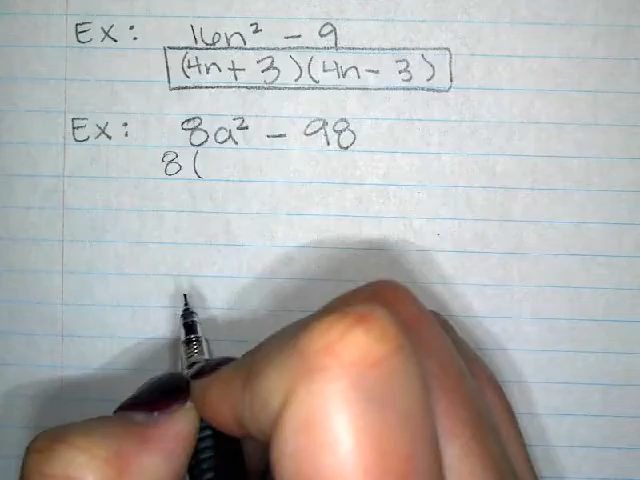 Ex: 16n² - 9
(4n + 3)(4n - 3)
Ex: 8a² - 98
8(